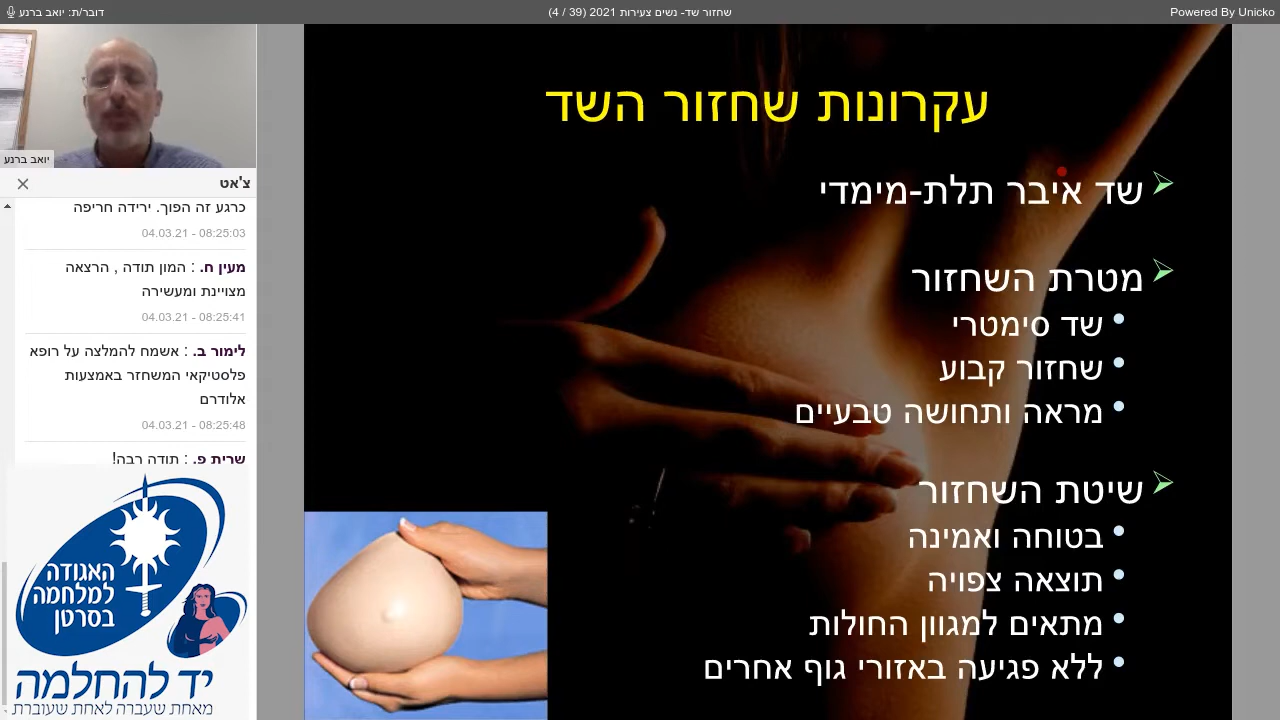 דובר/ת: יואב ברנע
שחזור שד- נשים צעירות 2021 (39 / 4)
Powered By Unicko
יואב ברנע
צ'אט
כרגע זה הפוך. ירידה חריפה
04.03.21 - 08:25:03
מעין ח. : המון תודה , הרצאה
מצויינת ומעשירה
04.03.21 - 08:25:41
לימור ב. : אשמח להמלצה על רופא
פלסטיקאי המשחזר באמצעות
אלודרם
04.03.21 - 08:25:48
שרית פ. : תודה רבה!
האגודה
למלחמה
בסרטן
יד להחלמה
מאחת שעברה לאחת שעוברת
עקרונות שחזור השד
שד איבר תלת-מימדי
מטרת השחזור
שד סימטרי
שחזור קבוע
מראה ותחושה טבעיים
שיטת השחזור
בטוחה ואמינה
תוצאה צפויה
מתאים למגוון החולות
ללא פגיעה באזורי גוף אחרים